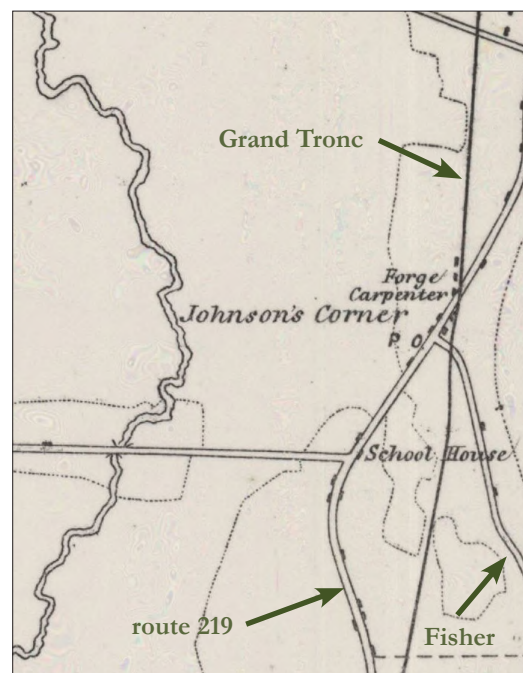 Grand Tronc
Forge
Carpenter
Johnson's Corner
P. O.
School House
route 219
Fisher